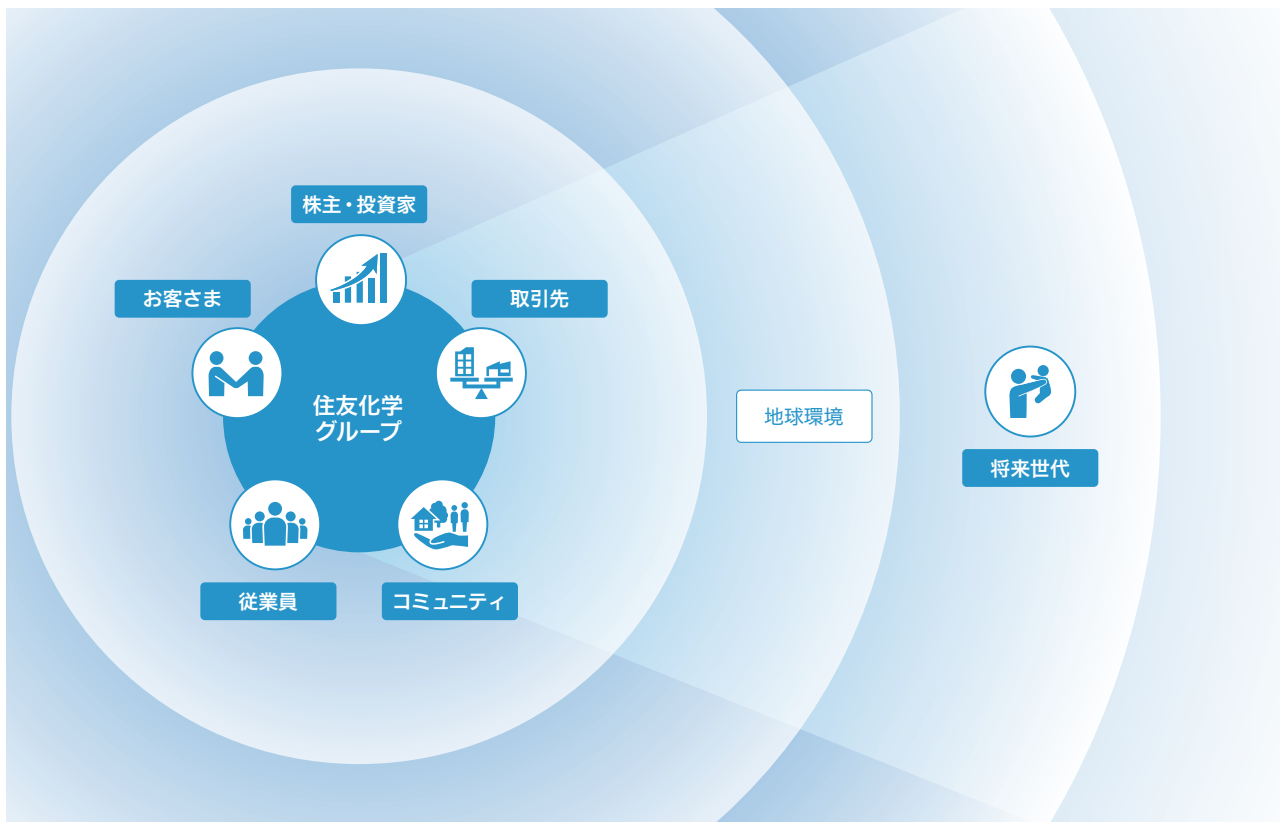 株主・投資家
お客さま
取引先
住友化学
グループ
地球環境
将来世代
従業員
コミュニティ